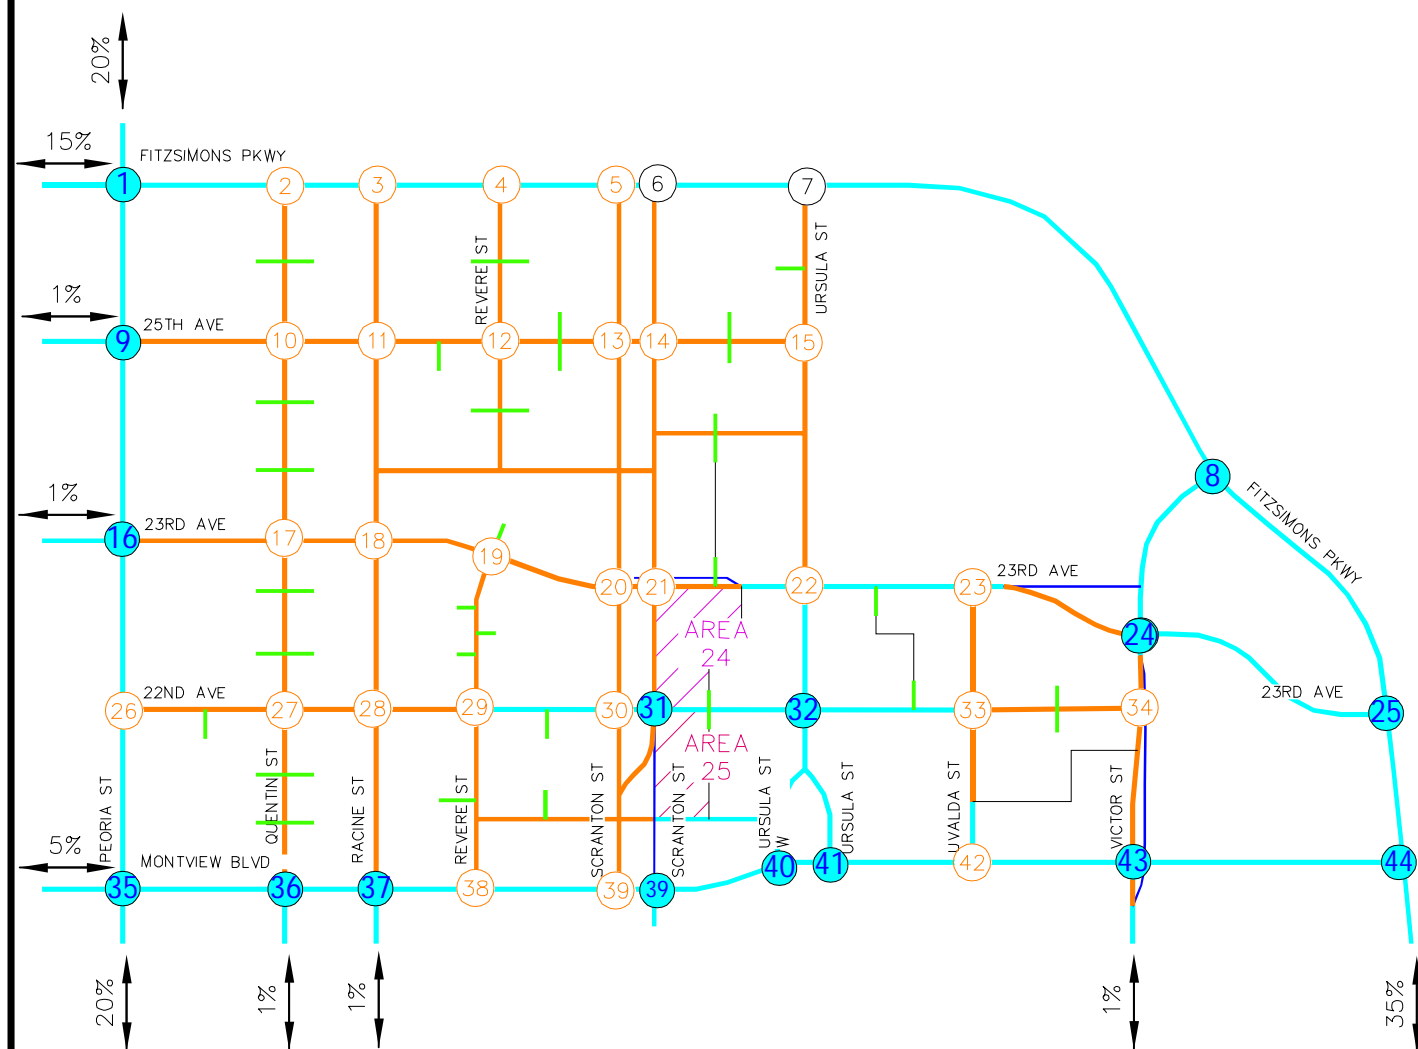 20%
15%
FITZSIMONS PKWY
1
2
3
4
5
6
7
REVERE ST
URSULA ST
1%
25TH AVE
9
10
11
12
13
14
15
8
FITZSIMONS PKWY
1%
23RD AVE
16
17
18
19
20
21
22
23
23RD AVE
24
AREA
24
22ND AVE
26
27
28
29
30
31
32
33
34
23RD AVE
25
AREA
25
PEORIA ST
QUENTIN ST
RACINE ST
REVERE ST
SCRANTON ST
SCRANTON ST
URSULA ST
W
URSULA ST
UVALDA ST
VICTOR ST
5%
MONTVIEW BLVD
35
36
37
38
39
39
40
41
42
43
44
20%
1%
1%
1%
35%